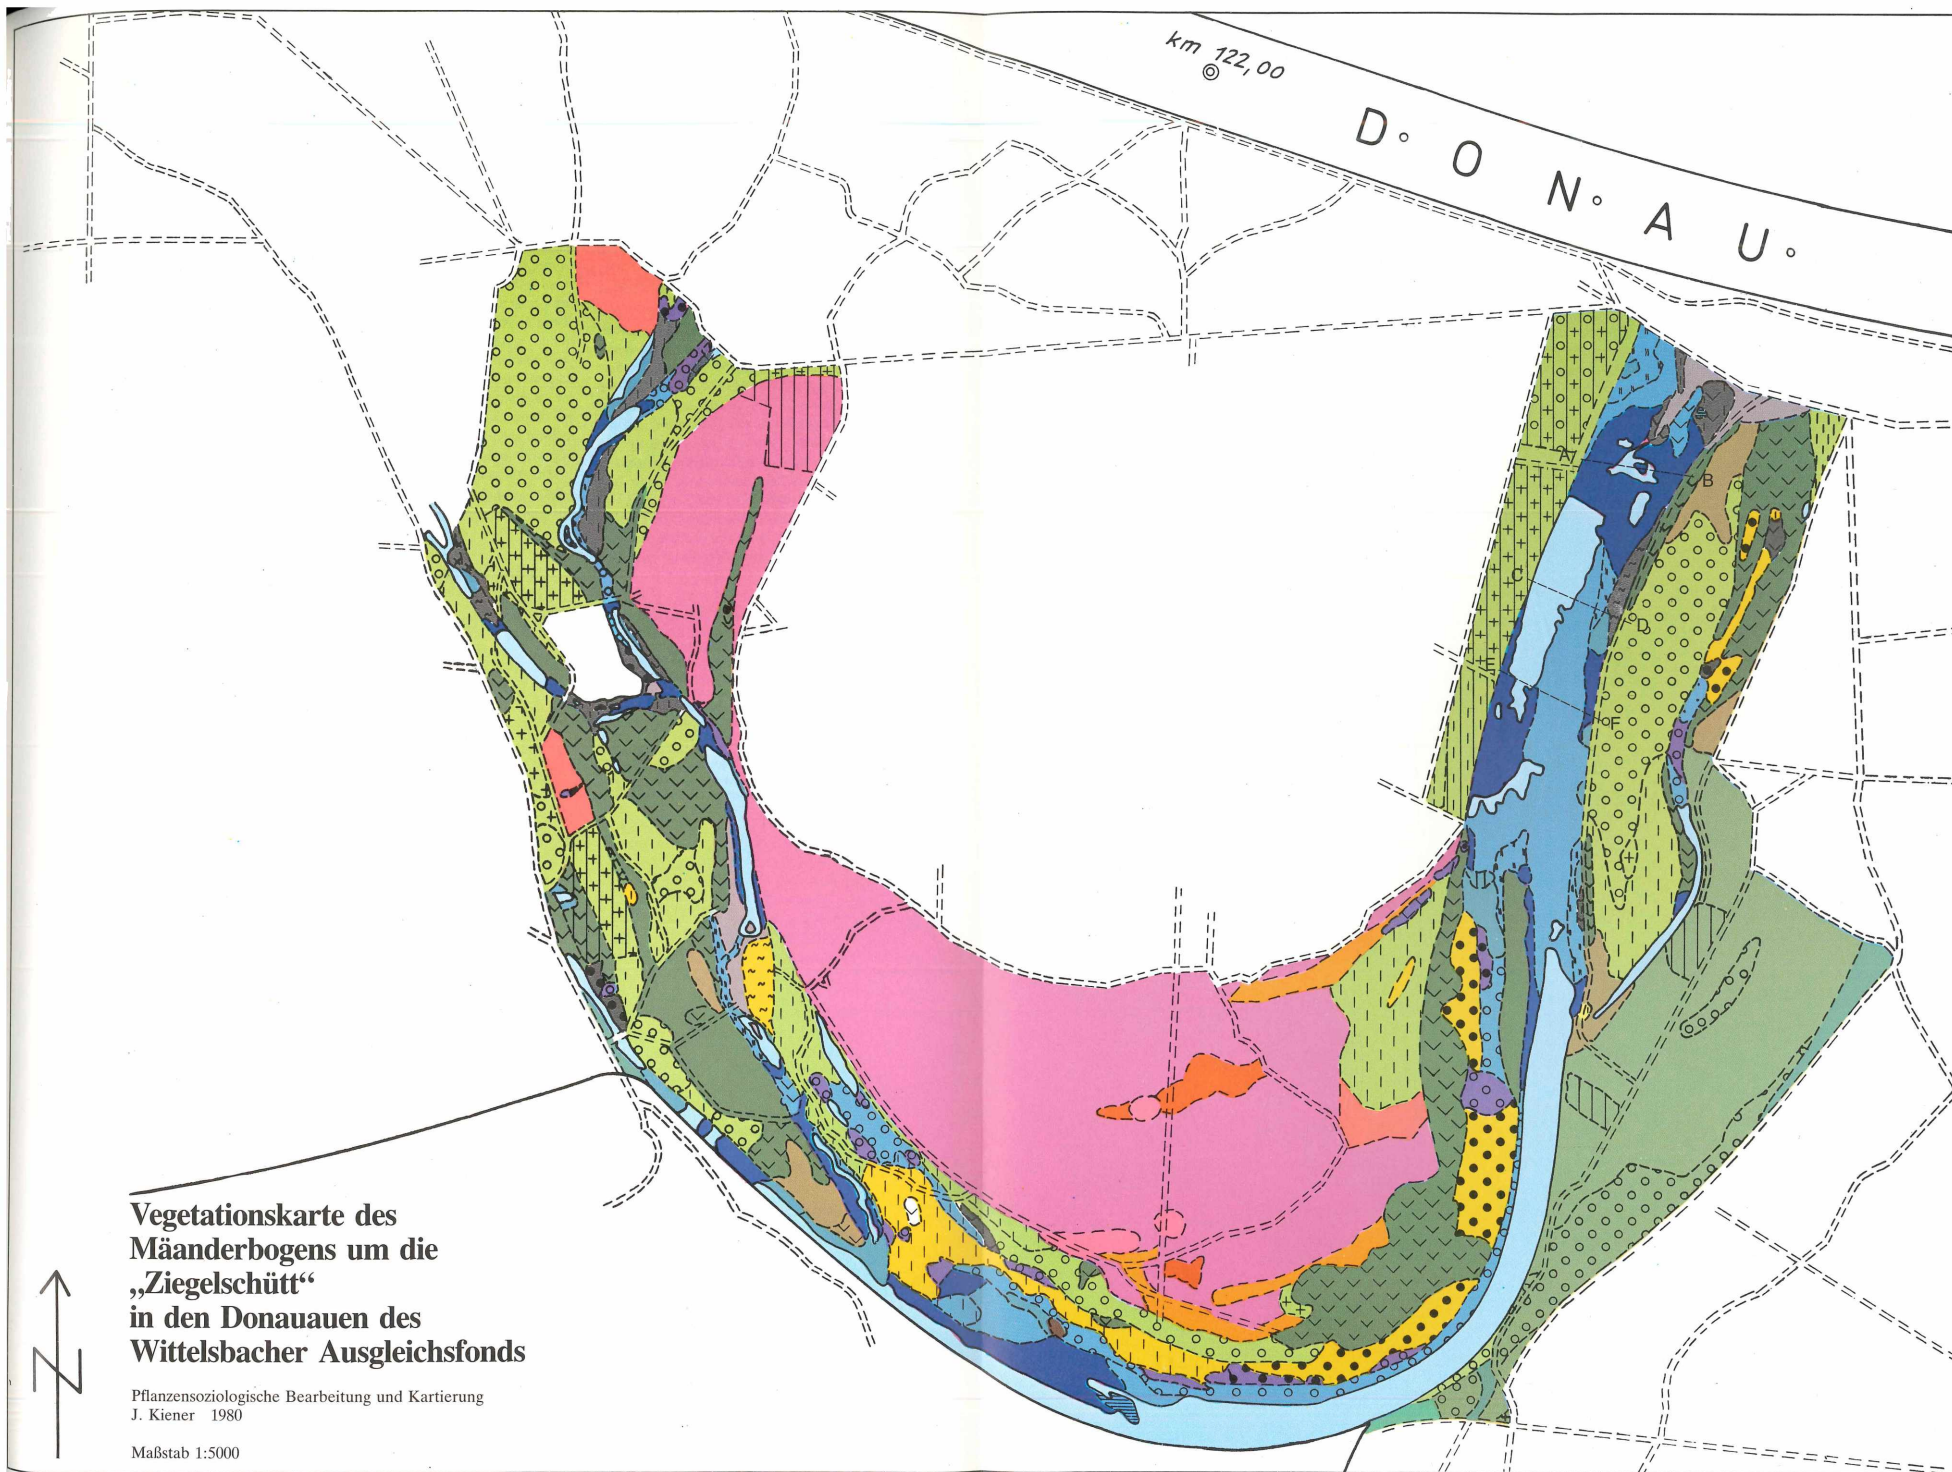 km 122,00
D O N A U
A
B
C
D
E
F
N
Vegetationskarte des
Mäanderbogens um die
„Ziegelschütt“
in den Donauauen des
Wittelsbacher Ausgleichsfonds
Pflanzensoziologische Bearbeitung und Kartierung
J. Kiener 1980
Maßstab 1:5000